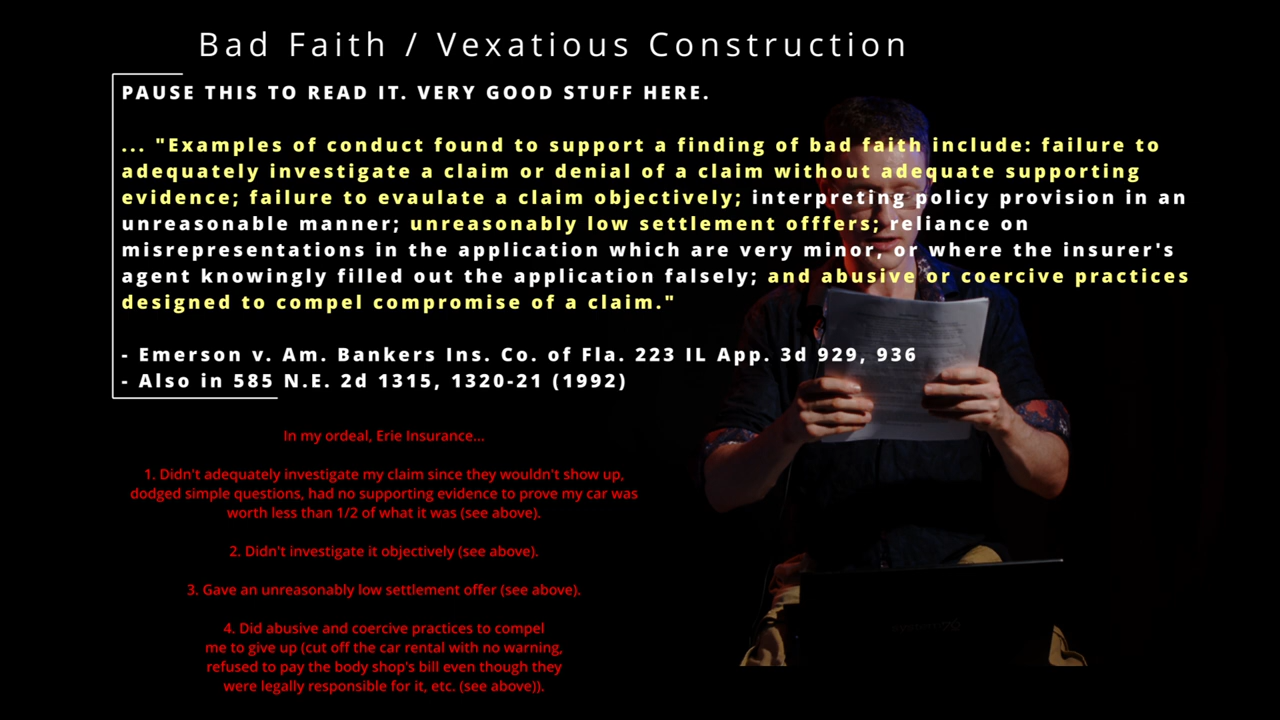 Bad Faith / Vexatious Construction
PAUSE THIS TO READ IT. VERY GOOD STUFF HERE.
... "Examples of conduct found to support a finding of bad faith include: failure to
adequately investigate a claim or denial of a claim without adequate supporting
evidence; failure to evaulate a claim objectively; interpreting policy provision in an
unreasonable manner; unreasonably low settlement offfers; reliance on
misrepresentations in the application which are very minor, or where the insurer's
agent knowingly filled out the application falsely; and abusive or coercive practices
designed to compel compromise of a claim."
- Emerson v. Am. Bankers Ins. Co. of Fla. 223 IL App. 3d 929, 936
- Also in 585 N.E. 2d 1315, 1320-21 (1992)
In my ordeal, Erie Insurance...
1. Didn't adequately investigate my claim since they wouldn't show up,
dodged simple questions, had no supporting evidence to prove my car was
worth less than 1/2 of what it was (see above).
2. Didn't investigate it objectively (see above).
3. Gave an unreasonably low settlement offer (see above).
4. Did abusive and coercive practices to compel
me to give up (cut off the car rental with no warning,
refused to pay the body shop's bill even though they
were legally responsible for it, etc. (see above)).